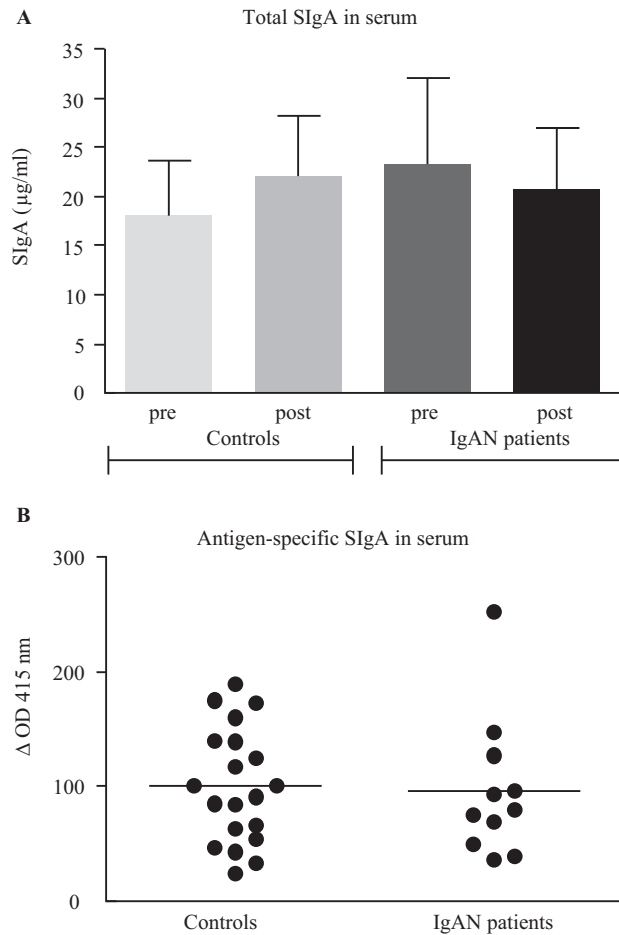 A
Total SIgA in serum
35
30
25
20
15
10
5
0
SIgA (µg/ml)
pre post pre post
Controls IgAN patients
B
Antigen-specific SIgA in serum
300
200
100
0
Δ OD 415 nm
Controls IgAN patients